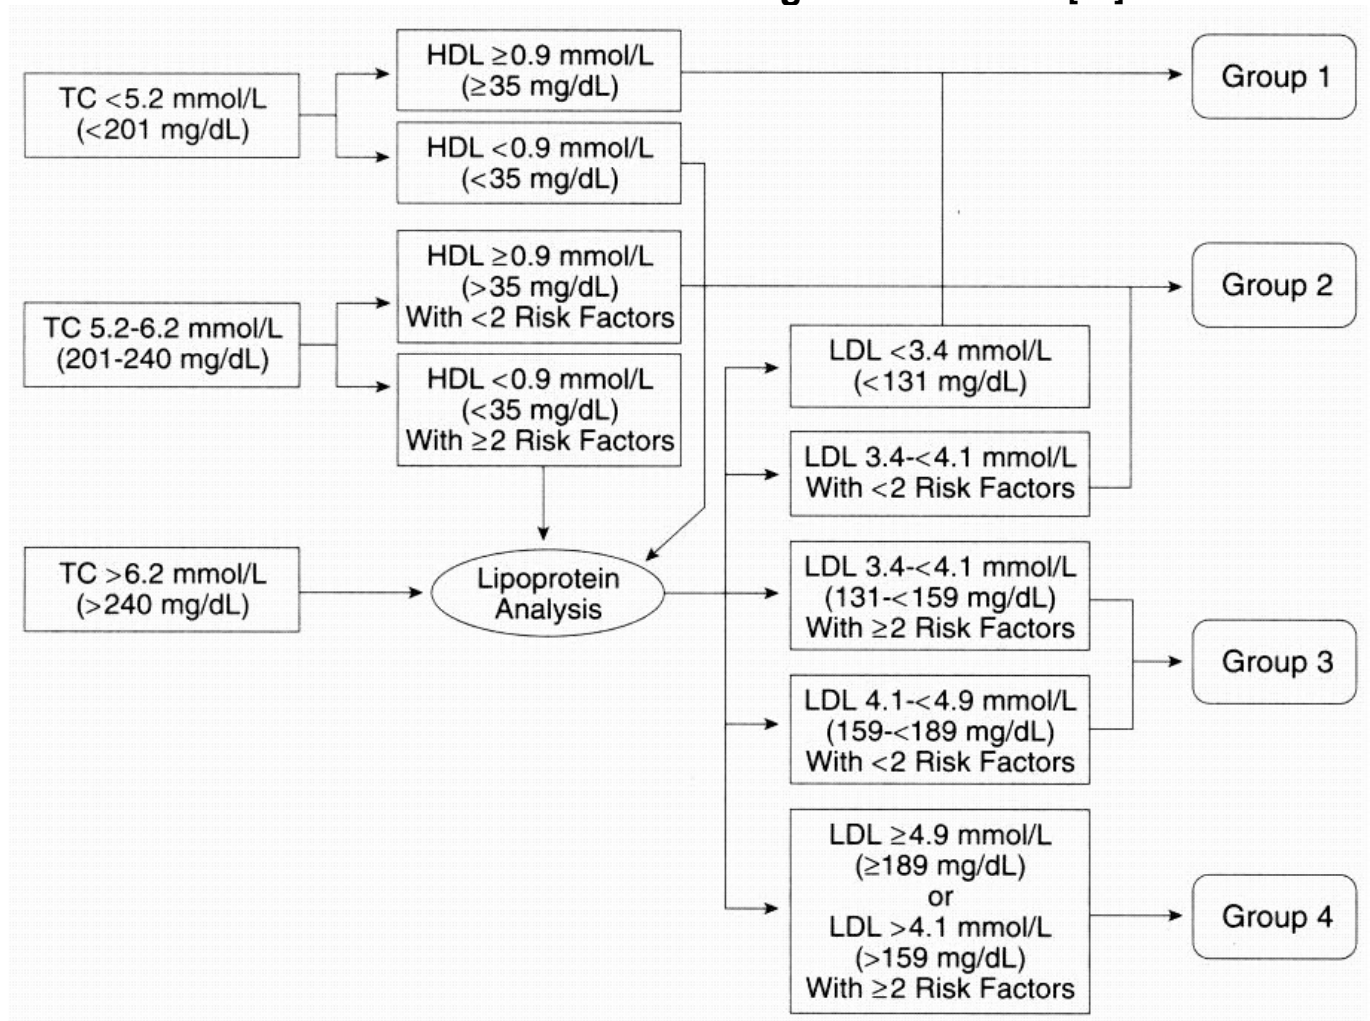 TC <5.2 mmol/L
(<201 mg/dL)
HDL ≥0.9 mmol/L
(≥35 mg/dL)
HDL <0.9 mmol/L
(<35 mg/dL)
Group 1
TC 5.2-6.2 mmol/L
(201-240 mg/dL)
HDL ≥0.9 mmol/L
(>35 mg/dL)
With <2 Risk Factors
HDL <0.9 mmol/L
(<35 mg/dL)
With ≥2 Risk Factors
Group 2
TC >6.2 mmol/L
(>240 mg/dL)
Lipoprotein
Analysis
LDL <3.4 mmol/L
(<131 mg/dL)
LDL 3.4-<4.1 mmol/L
With <2 Risk Factors
LDL 3.4-<4.1 mmol/L
(131-<159 mg/dL)
With ≥2 Risk Factors
LDL 4.1-<4.9 mmol/L
(159-<189 mg/dL)
With <2 Risk Factors
Group 3
LDL ≥4.9 mmol/L
(≥189 mg/dL)
or
LDL >4.1 mmol/L
(>159 mg/dL)
With ≥2 Risk Factors
Group 4